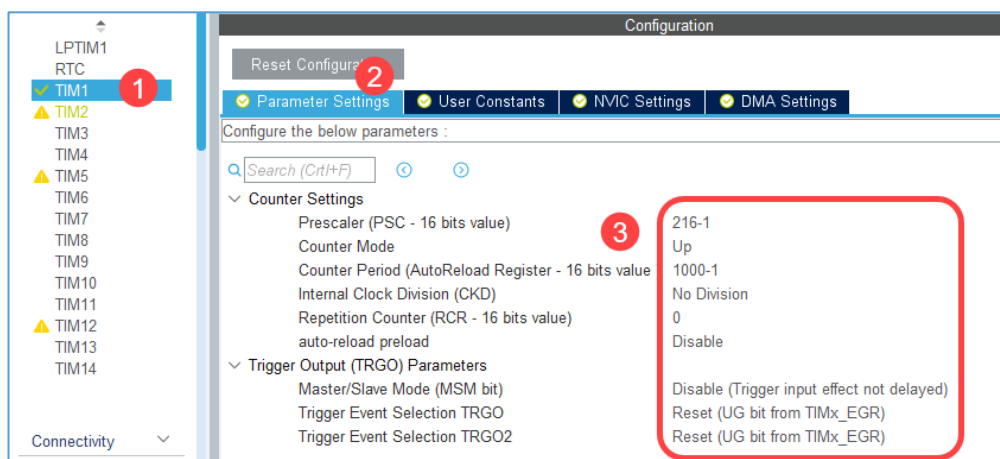 Configuration
LPTIM1
RTC
TIM1
TIM2
TIM3
TIM4
TIM5
TIM6
TIM7
TIM8
TIM9
TIM10
TIM11
TIM12
TIM13
TIM14
Connectivity
1
Reset Configurat
2
Parameter Settings User Constants NVIC Settings DMA Settings
Configure the below parameters :
Search (Crtl+F)
Counter Settings
Prescaler (PSC - 16 bits value) 216-1
3
Counter Mode Up
Counter Period (AutoReload Register - 16 bits value 1000-1
Internal Clock Division (CKD) No Division
Repetition Counter (RCR - 16 bits value) 0
auto-reload preload Disable
Trigger Output (TRGO) Parameters
Master/Slave Mode (MSM bit) Disable (Trigger input effect not delayed)
Trigger Event Selection TRGO Reset (UG bit from TIMx_EGR)
Trigger Event Selection TRGO2 Reset (UG bit from TIMx_EGR)